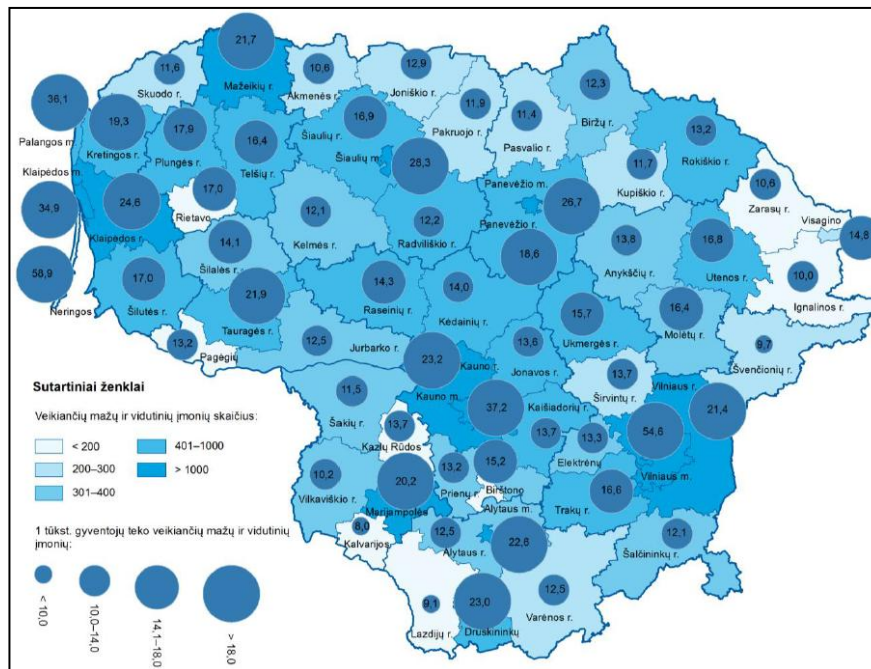 21,7
Mažeikių r.
11,6
Skuodo r.
10,6
Akmenės r.
12,9
Joniškio r.
36,1
Palangos m.
19,3
Kretingos r.
17,9
Plungės r.
16,4
Telšių r.
16,9
Šiaulių r.
Šiaulių m.
28,3
11,9
Pakruojo r.
11,4
Pasvalio r.
12,3
Biržų r.
13,2
Rokiškio r.
11,7
Kupiškio r.
10,6
Zarasų r.
Visagino
14,8
Klaipėdos m.
34,9
24,6
Klaipėdos r.
17,0
Rietavo
12,1
Kelmės r.
12,2
Radviliškio r.
Panevėžio m.
26,7
Panevėžio r.
18,6
13,8
Anykščių r.
16,8
Utenos r.
10,0
Ignalinos r.
58,9
Neringos
17,0
Šilutės r.
14,1
Šilalės r.
21,9
Tauragės r.
14,3
Raseinių r.
14,0
Kėdainių r.
15,7
Ukmergės r.
16,4
Molėtų r.
9,7
Švenčionių r.
13,2
Pagėgių
12,5
Jurbarko r.
23,2
Kauno r.
Kauno m.
13,6
Jonavos r.
13,7
Širvintų r.
Vilniaus r.
21,4
37,2
Kaišiadorių r.
13,7
13,3
Elektrėnų
54,6
Vilniaus m.
11,5
Šakių r.
13,7
Kazlų Rūdos
10,2
Vilkaviškio r.
20,2
Marijampolės
13,2
Prienų r.
15,2
Birštono
16,6
Trakų r.
12,1
Šalčininkų r.
8,0
Kalvarijos
12,5
Alytaus r.
Alytaus m.
22,6
9,1
Lazdijų r.
23,0
Druskininkų
12,5
Varėnos r.
Sutartiniai ženklai
Veikiančių mažų ir vidutinių įmonių skaičius:
< 200
401–1000
200–300
> 1000
301–400
1 tūkst. gyventojų teko veikiančių mažų ir vidutinių
įmonių:
< 10,0
10,0–14,0
14,1–18,0
> 18,0